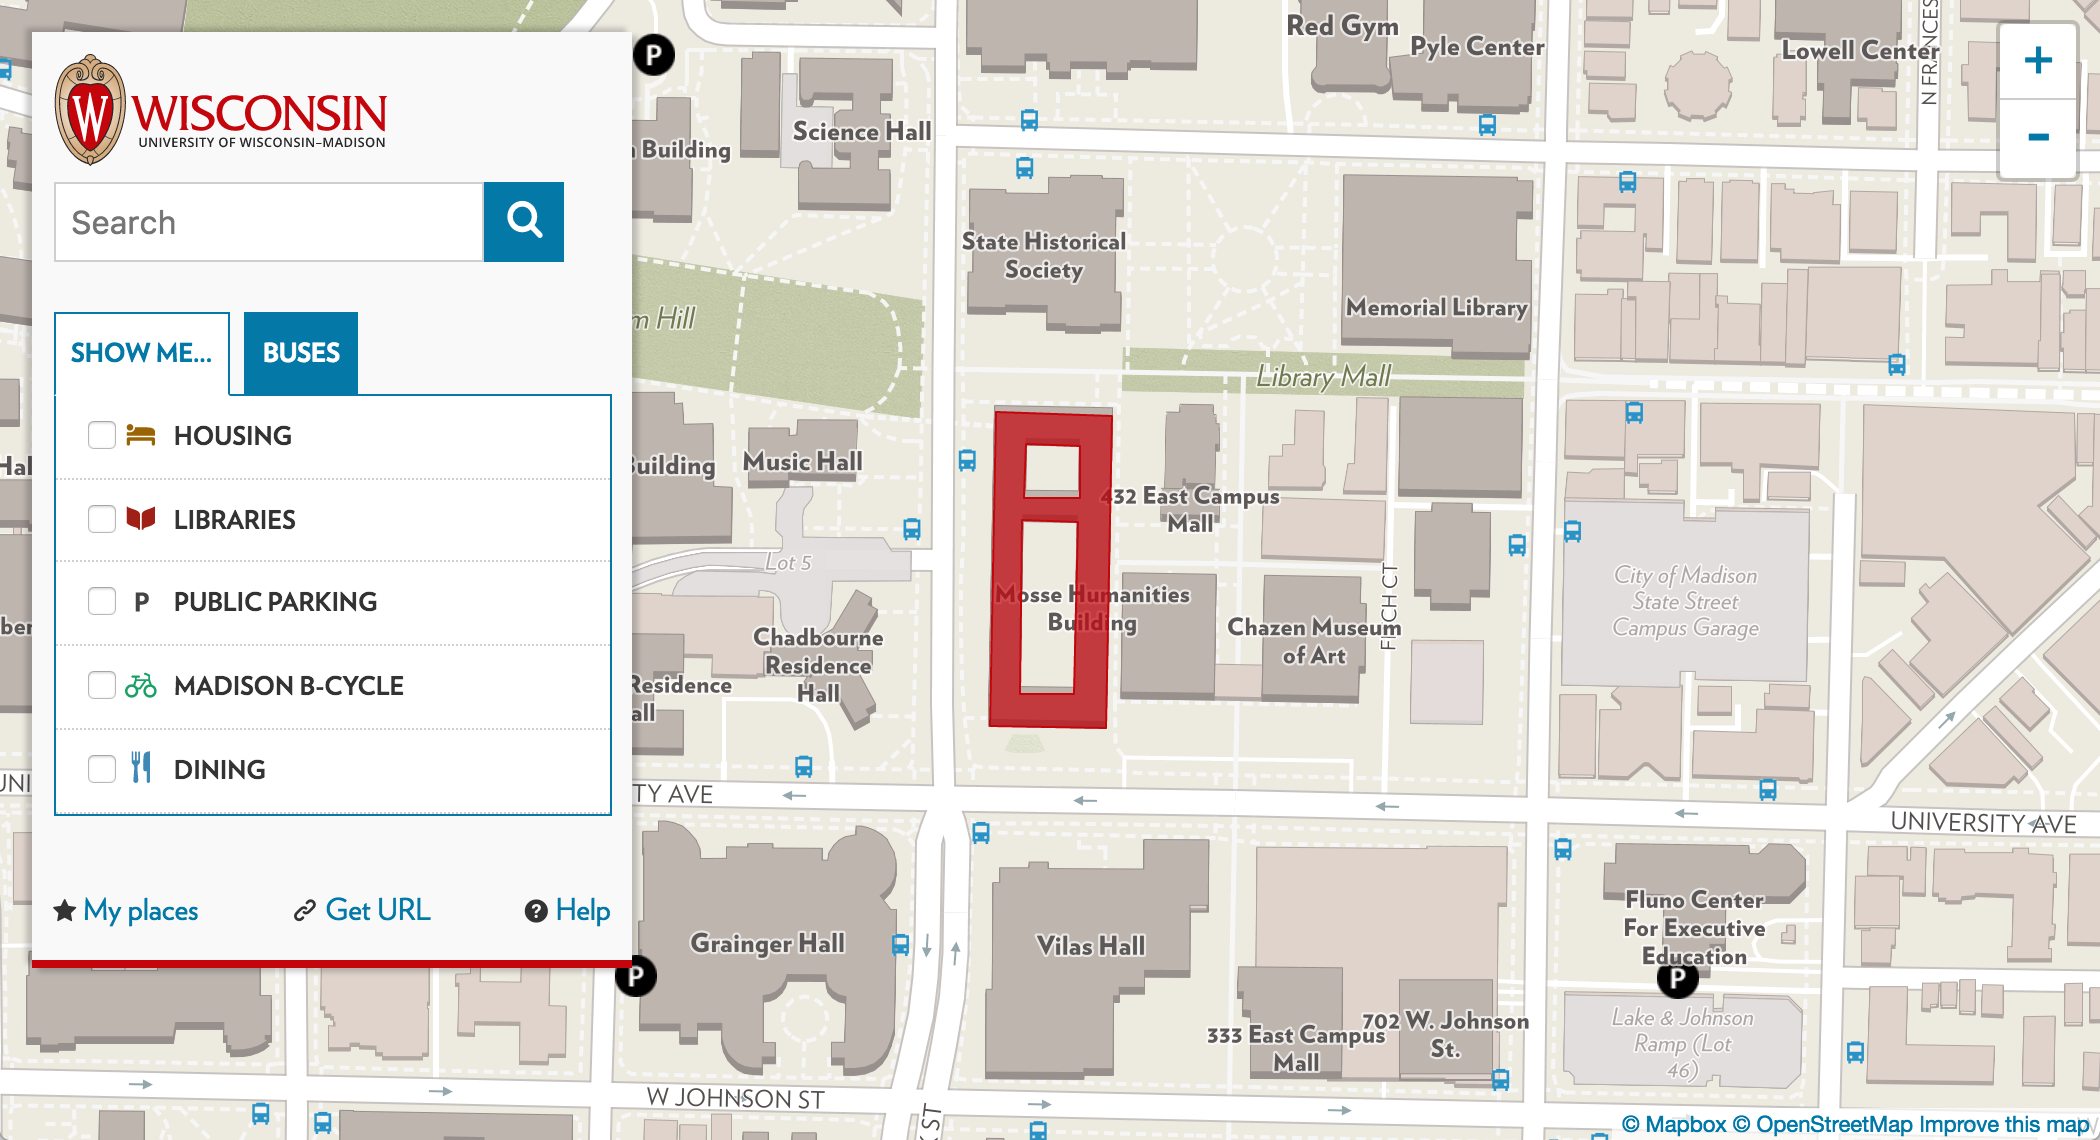 WISCONSIN
UNIVERSITY OF WISCONSIN–MADISON
Search
SHOW ME...
BUSES
HOUSING
LIBRARIES
P PUBLIC PARKING
MADISON B-CYCLE
DINING
My places
Get URL
? Help
+
-
P
Red Gym
Pyle Center
Lowell Center
Science Hall
Building
State Historical
Society
Memorial Library
Library Mall
Hill
Building
Music Hall
432 East Campus
Mall
Lot 5
Mosse Humanities
Building
Chazen Museum
of Art
City of Madison
State Street
Campus Garage
Chadbourne
Residence
Hall
Residence
TY AVE
UNIVERSITY AVE
Grainger Hall
Vilas Hall
Fluno Center
For Executive
Education
P
P
333 East Campus
Mall
702 W. Johnson
St.
Lake & Johnson
Ramp (Lot
46)
W JOHNSON ST
ST
© Mapbox © OpenStreetMap Improve this map